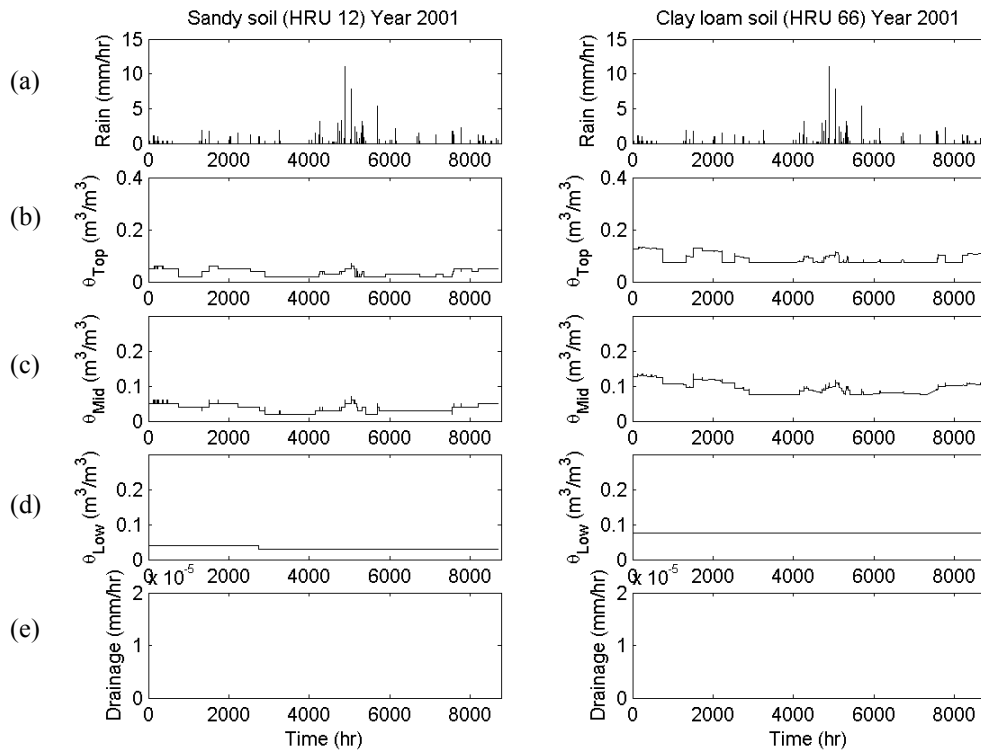 Sandy soil (HRU 12) Year 2001
Clay loam soil (HRU 66) Year 2001
(a)
Rain (mm/hr)
15
10
5
0
0 2000 4000 6000 8000
Rain (mm/hr)
15
10
5
0
0 2000 4000 6000 8000
(b)
θTop (m³/m³)
0.4
0.2
0
0 2000 4000 6000 8000
θTop (m³/m³)
0.4
0.2
0
0 2000 4000 6000 8000
(c)
θMid (m³/m³)
0.2
0.1
0
0 2000 4000 6000 8000
θMid (m³/m³)
0.2
0.1
0
0 2000 4000 6000 8000
(d)
θLow (m³/m³)
0.2
0.1
0
0 2000 4000 6000 8000
θLow (m³/m³)
0.2
0.1
0
0 2000 4000 6000 8000
(e)
x 10⁻⁵
Drainage (mm/hr)
2
1
0
0 2000 4000 6000 8000
Time (hr)
x 10⁻⁵
Drainage (mm/hr)
2
1
0
0 2000 4000 6000 8000
Time (hr)